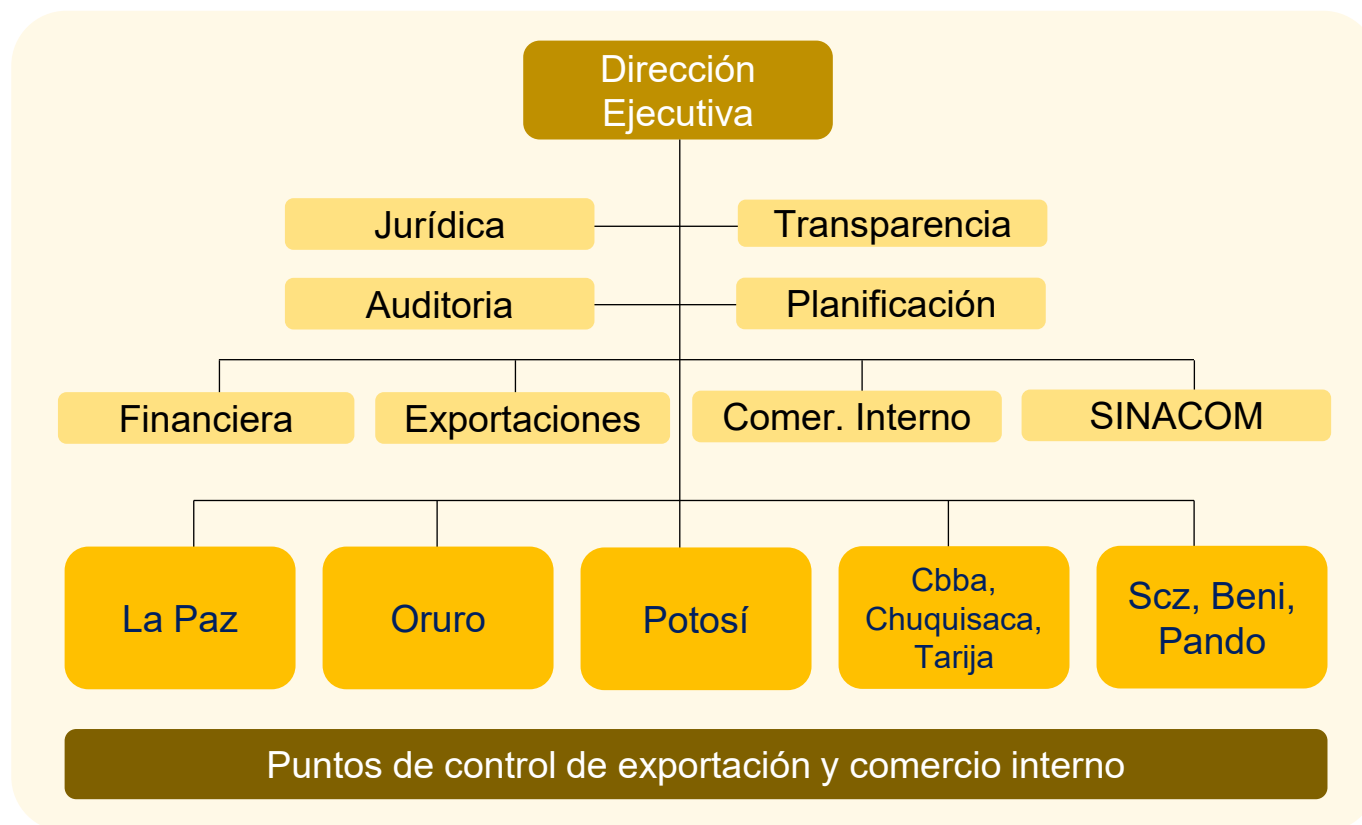 Dirección
Ejecutiva
Jurídica
Transparencia
Auditoria
Planificación
Financiera
Exportaciones
Comer. Interno
SINACOM
La Paz
Oruro
Potosí
Cbba,
Chuquisaca,
Tarija
Scz, Beni,
Pando
Puntos de control de exportación y comercio interno